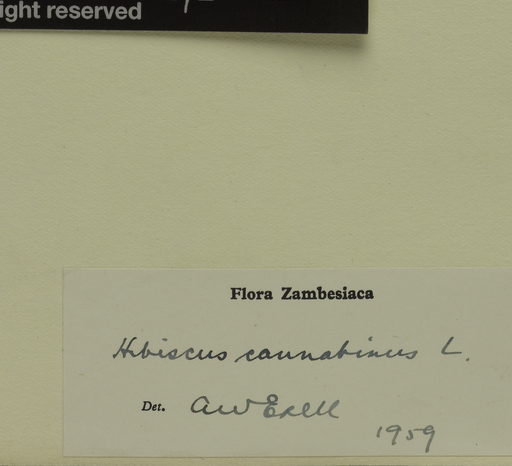 ight reserved
Flora Zambesiaca
Hibiscus cannabinus L.
Det. AW Exell
1959